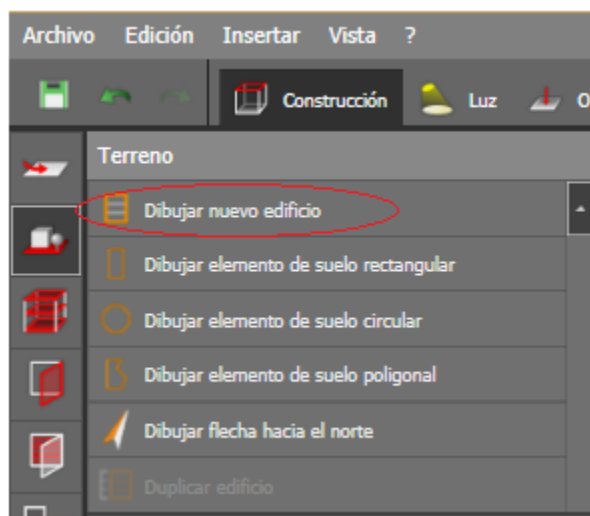 Archivo Edición Insertar Vista ?
Construcción Luz O
Terreno
Dibujar nuevo edificio
Dibujar elemento de suelo rectangular
Dibujar elemento de suelo circular
Dibujar elemento de suelo poligonal
Dibujar flecha hacia el norte
Duplicar edificio